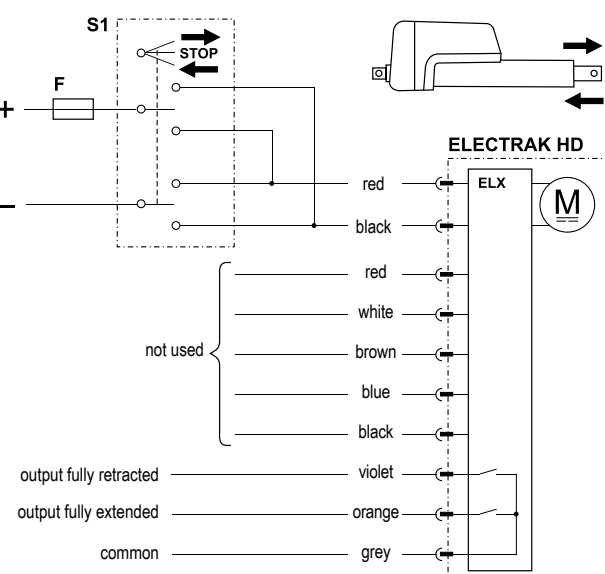 S1
STOP
F
+
–
ELECTRAK HD
red
ELX
M
black
red
white
not used
brown
blue
black
output fully retracted
violet
output fully extended
orange
common
grey